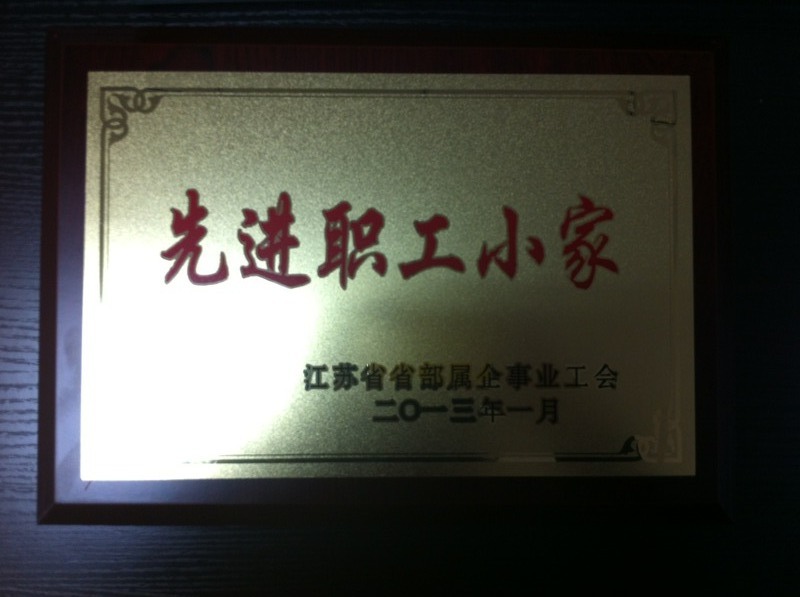 先进职工小家
江苏省省部属企事业工会
二〇一三年一月